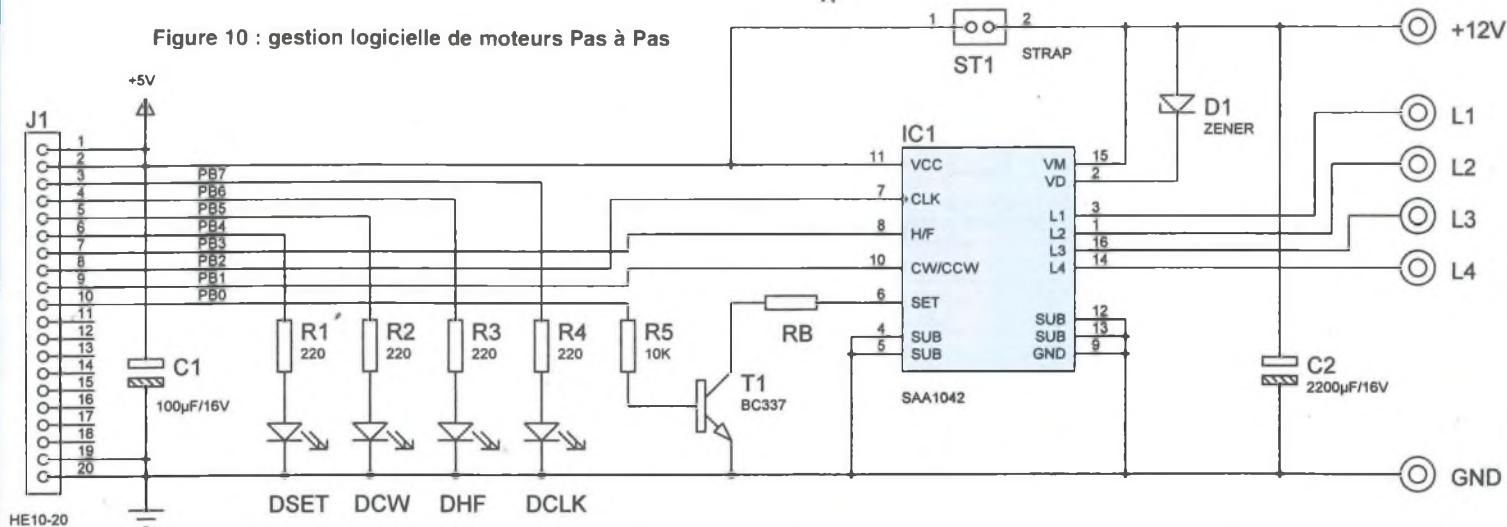 Figure 10 : gestion logicielle de moteurs Pas à Pas
1
2
ST1
STRAP
+12V
+5V
J1
1
2
3
4
5
6
7
8
9
10
11
12
13
14
15
16
17
18
19
20
HE10-20
PB7
PB6
PB5
PB4
PB3
PB2
PB1
PB0
C1
100µF/16V
R1
220
R2
220
R3
220
R4
220
R5
10K
DSET
DCW
DHF
DCLK
T1
BC337
RB
IC1
11
VCC
7
CLK
8
H/F
10
CW/CCW
6
SET
4
SUB
5
SUB
VM
15
VD
2
L1
3
L2
1
L3
16
L4
14
SUB
12
SUB
13
GND
9
SAA1042
D1
ZENER
L1
L2
L3
L4
C2
2200µF/16V
GND